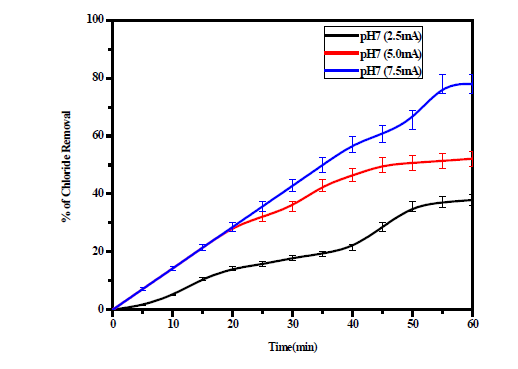 100
80
60
40
20
0
% of Chloride Removal
pH7 (2.5mA)
pH7 (5.0mA)
pH7 (7.5mA)
0 10 20 30 40 50 60
Time(min)